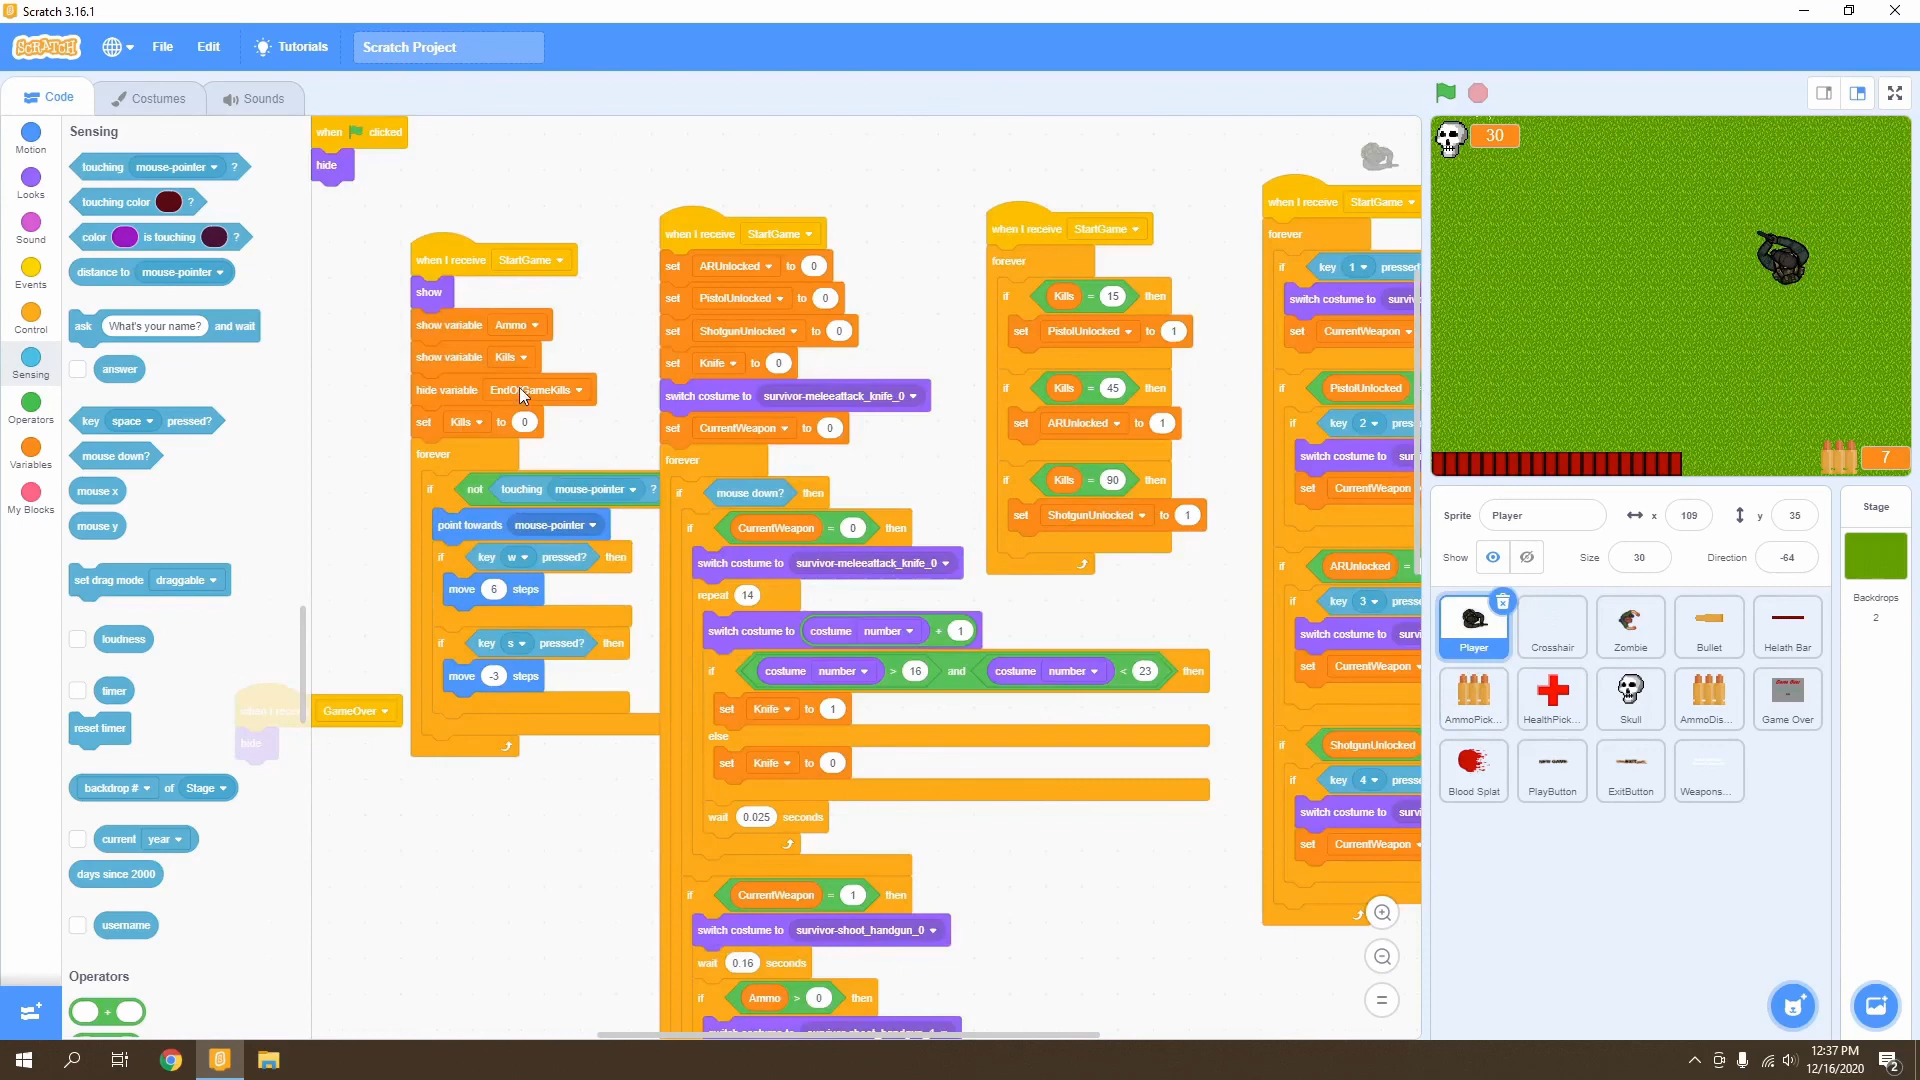 Scratch 3.16.1
SCRATCH File Edit Tutorials Scratch Project
Code Costumes Sounds
Motion
Looks
Sound
Events
Control
Sensing
Operators
Variables
My Blocks
Sensing
touching mouse-pointer ?
touching color ?
color is touching ?
distance to mouse-pointer
ask What's your name? and wait
answer
key space pressed?
mouse down?
mouse x
mouse y
set drag mode draggable
loudness
timer
reset timer
backdrop # of Stage
current year
days since 2000
username
Operators
+
when clicked
hide
when I receive StartGame
show
show variable Ammo
show variable Kills
hide variable
set Kills to 0
forever
if not touching mouse-pointer ?
point towards mouse-pointer
if key w pressed? then
move 6 steps
if key s pressed? then
move -3 steps
GameOver
hide
when I receive StartGame
set ARUnlocked to 0
set PistolUnlocked to 0
set ShotgunUnlocked to 0
set Knife to 0
switch costume to survivor-meleeattack_knife_0
set CurrentWeapon to 0
forever
if mouse down? then
if CurrentWeapon = 0 then
switch costume to survivor-meleeattack_knife_0
repeat 14
switch costume to costume number + 1
if costume number > 16 and costume number < 23 then
set Knife to 1
else
set Knife to 0
wait 0.025 seconds
if CurrentWeapon = 1 then
switch costume to survivor-shoot_handgun_0
wait 0.16 seconds
if Ammo > 0 then
when I receive StartGame
forever
if Kills = 15 then
set PistolUnlocked to 1
if Kills = 45 then
set ARUnlocked to 1
if Kills = 90 then
set ShotgunUnlocked to 1
when I receive StartGame
forever
if key 1 pressed
switch costume to
set CurrentWeapon
if PistolUnlocked
if key 2
switch costume to
set CurrentWeapon
if ARUnlocked =
if key 3
switch costume to
set CurrentWeapon
if ShotgunUnlocked
if key 4
switch costume to
set CurrentWeapon
30
7
Sprite Player x 109 y 35
Show Size 30 Direction -64
Player
Crosshair
Zombie
Bullet
Helath Bar
AmmoPick...
HealthPick...
Skull
AmmoDis...
Game Over
Blood Splat
PlayButton
ExitButton
Weapons...
Stage
Backdrops
2
12:37 PM
12/16/2020
2